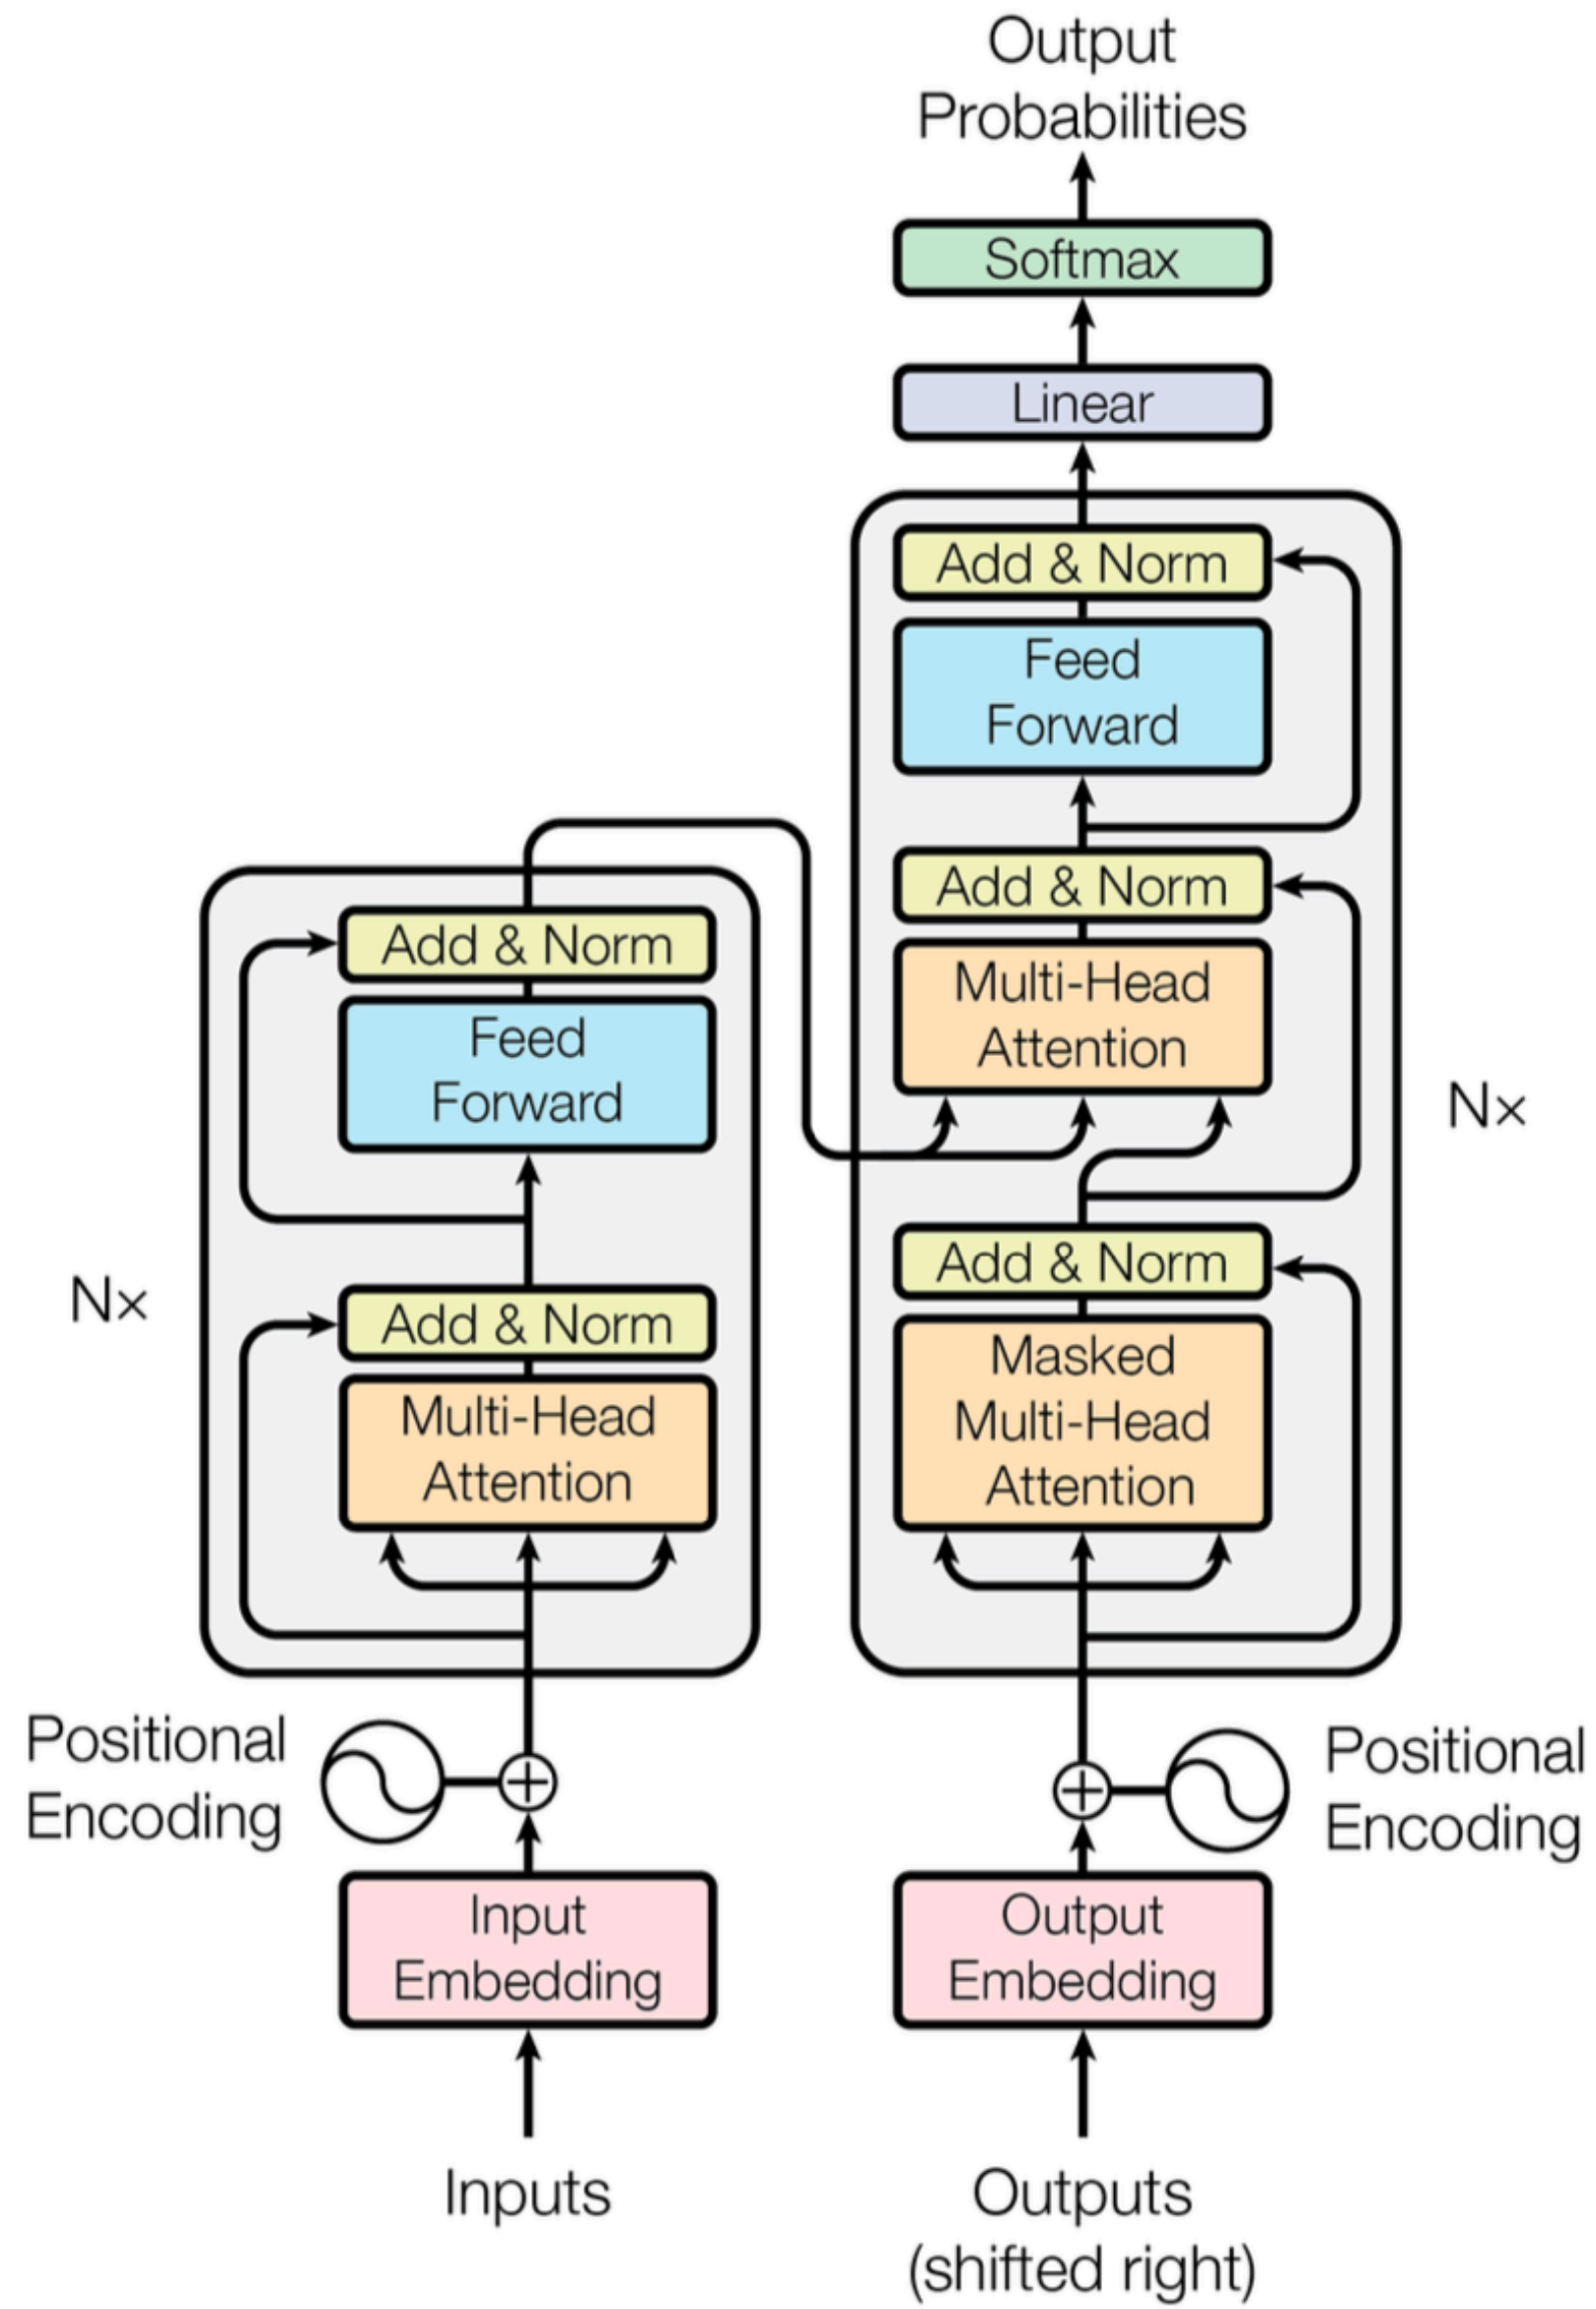 Output
Probabilities
Softmax
Linear
Add & Norm
Feed
Forward
Add & Norm
Multi-Head
Attention
Nx
Add & Norm
Masked
Multi-Head
Attention
Add & Norm
Feed
Forward
Nx
Add & Norm
Multi-Head
Attention
Positional
Encoding
Positional
Encoding
Input
Embedding
Output
Embedding
Inputs
Outputs
(shifted right)